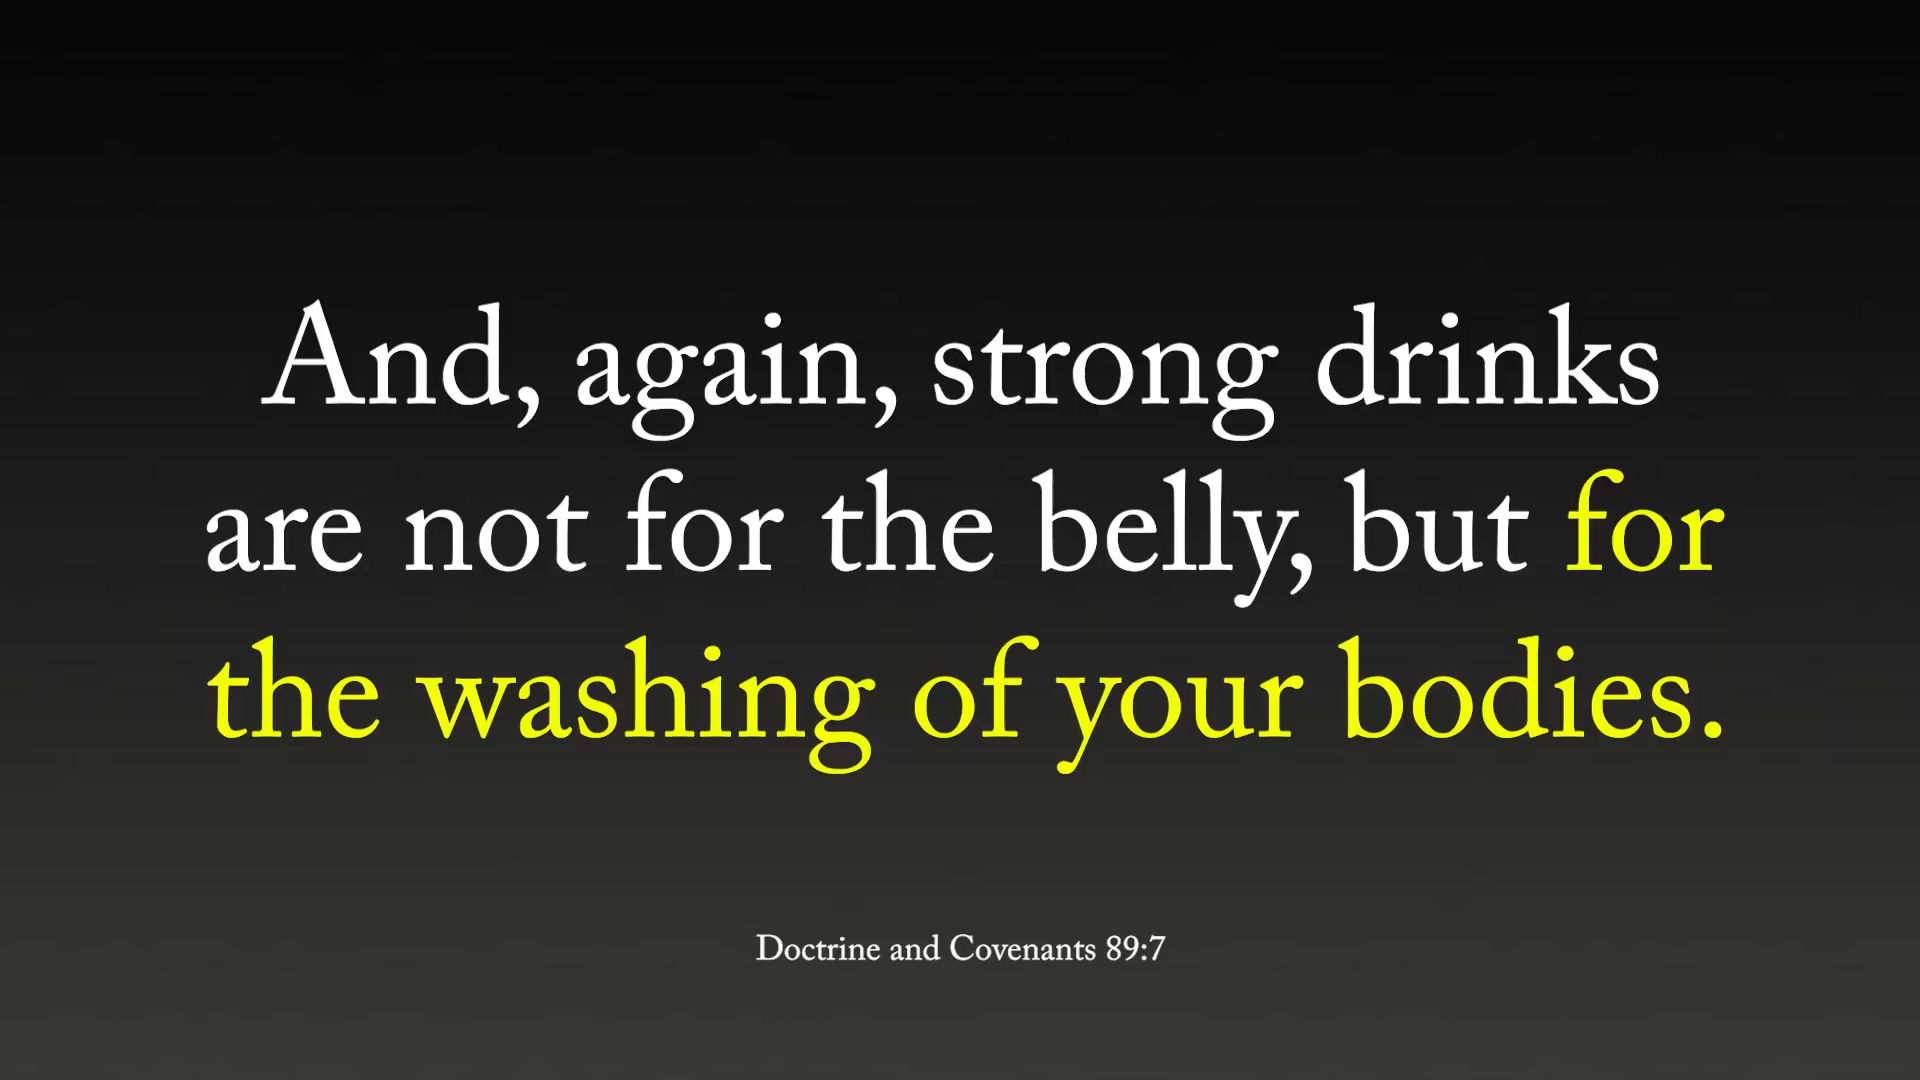 And, again, strong drinks
are not for the belly, but for
the washing of your bodies.
Doctrine and Covenants 89:7